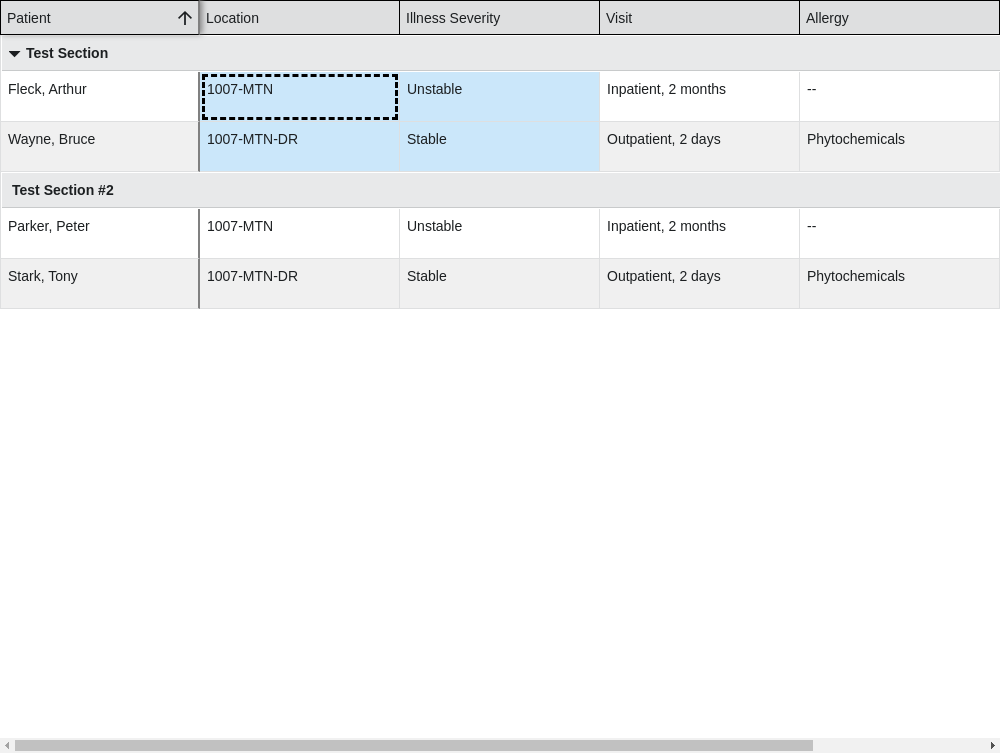 Patient Location Illness Severity Visit Allergy
Test Section
Fleck, Arthur 1007-MTN Unstable Inpatient, 2 months --
Wayne, Bruce 1007-MTN-DR Stable Outpatient, 2 days Phytochemicals
Test Section #2
Parker, Peter 1007-MTN Unstable Inpatient, 2 months --
Stark, Tony 1007-MTN-DR Stable Outpatient, 2 days Phytochemicals